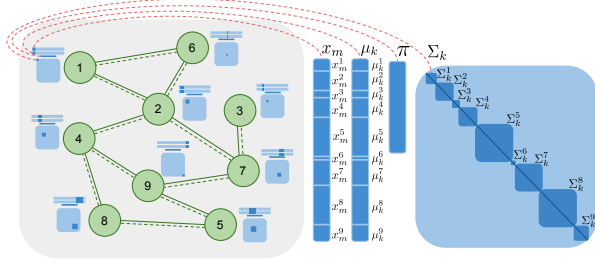 1
6
2
3
4
7
9
8
5
x_m
μ_k
π
Σ_k
x_m^1
x_m^2
x_m^3
x_m^4
x_m^5
x_m^6
x_m^7
x_m^8
x_m^9
μ_k^1
μ_k^2
μ_k^3
μ_k^4
μ_k^5
μ_k^6
μ_k^7
μ_k^8
μ_k^9
Σ_k^1
Σ_k^2
Σ_k^3
Σ_k^4
Σ_k^5
Σ_k^6
Σ_k^7
Σ_k^8
Σ_k^9